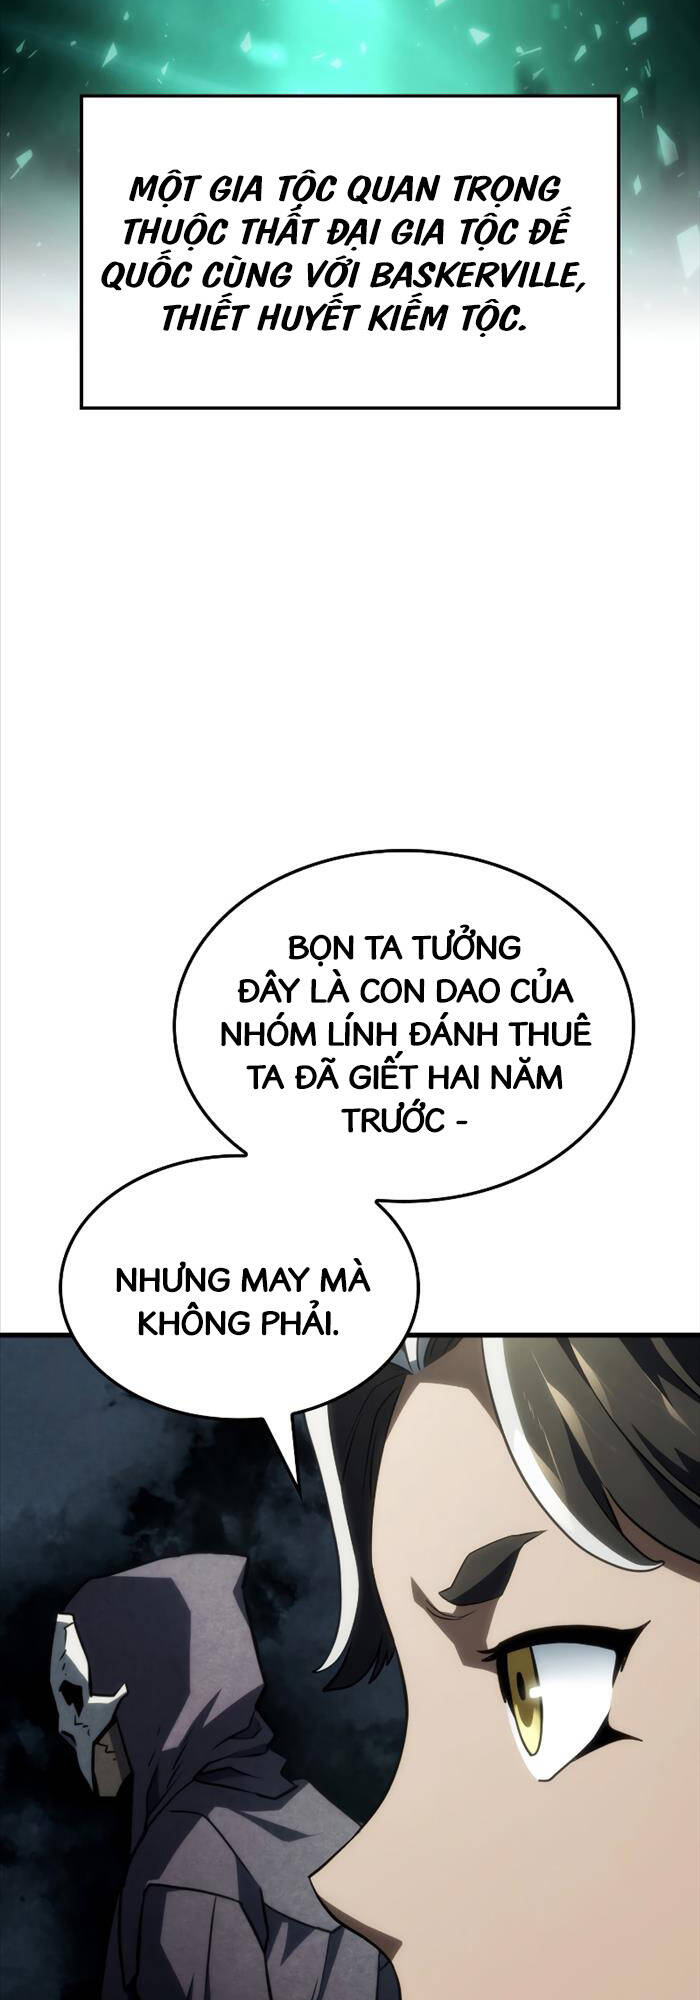 MỘT GIA TỘC QUAN TRỌNG
THUỘC THẤT ĐẠI GIA TỘC ĐẾ
QUỐC CÙNG VỚI BASKERVILLE,
THIẾT HUYẾT KIẾM TỘC.
BỌN TA TƯỞNG
ĐÂY LÀ CON DAO CỦA
NHÓM LÍNH ĐÁNH THUÊ
TA ĐÃ GIẾT HAI NĂM
TRƯỚC -
NHƯNG MAY MÀ
KHÔNG PHẢI.